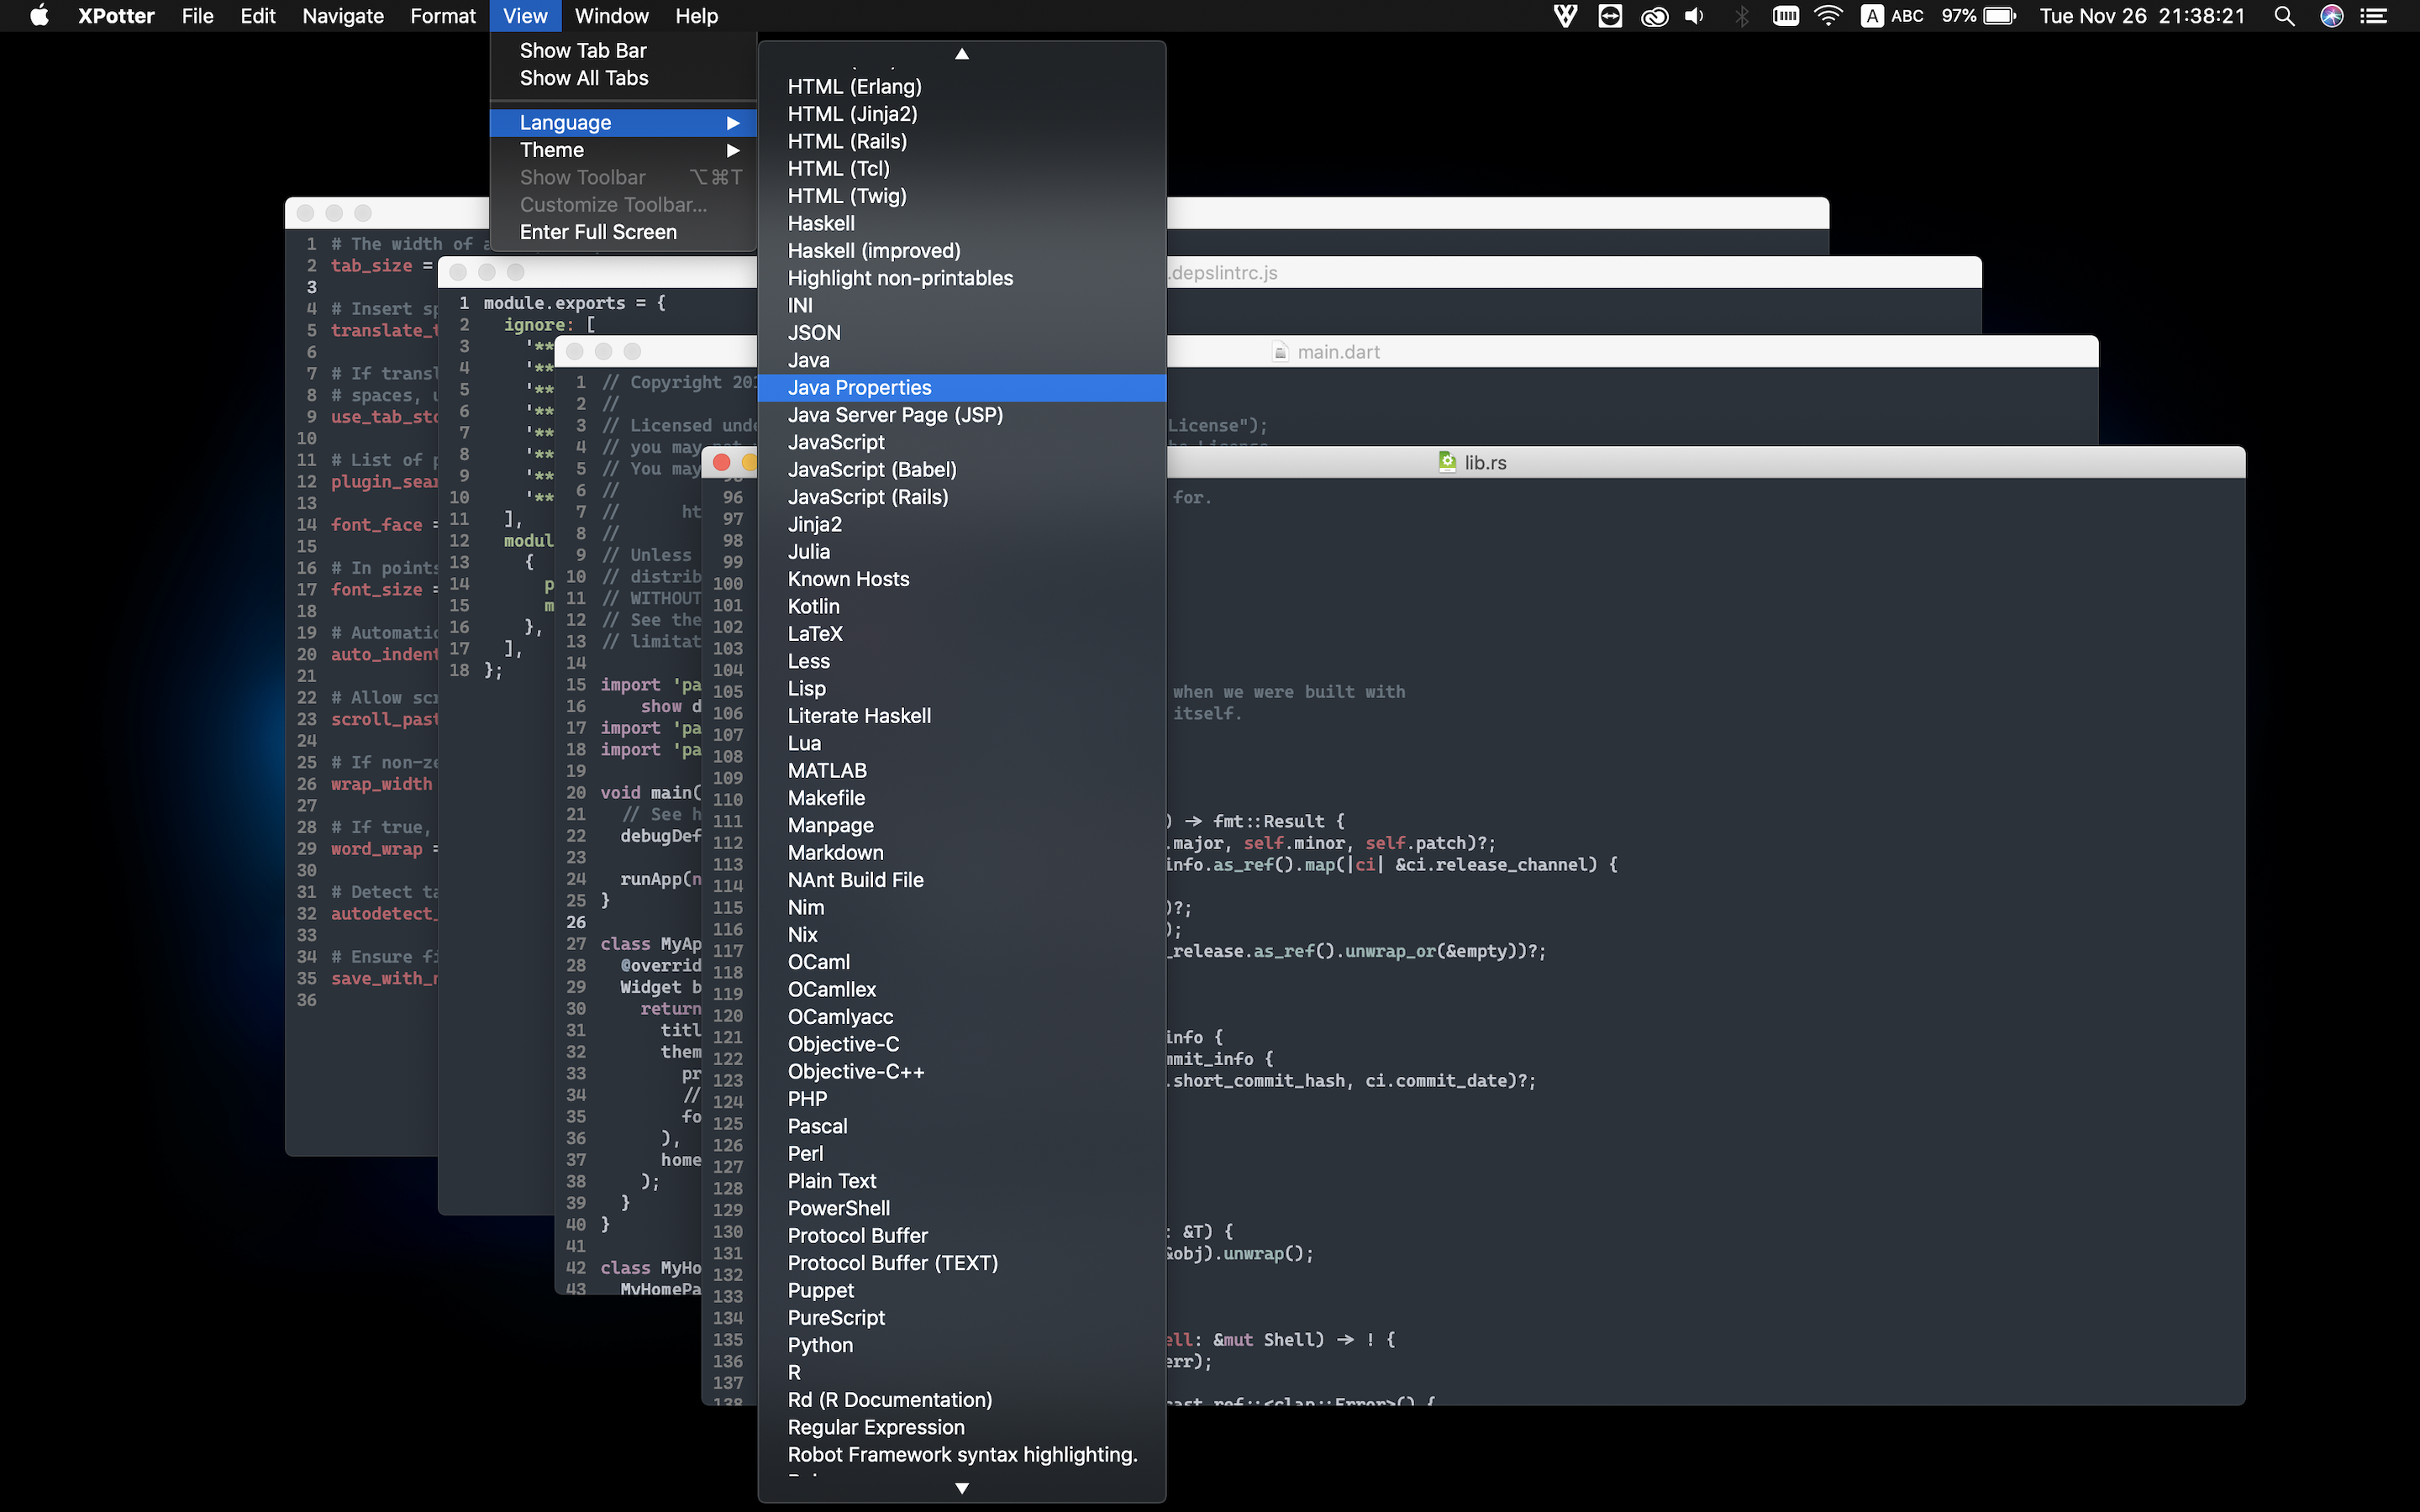 XPotter File Edit Navigate Format View Window Help
ABC 97% Tue Nov 26 21:38:21
Show Tab Bar
Show All Tabs
Language
Theme
Show Toolbar ⌥⌘T
Customize Toolbar...
Enter Full Screen
HTML (Erlang)
HTML (Jinja2)
HTML (Rails)
HTML (Tcl)
HTML (Twig)
Haskell
Haskell (improved)
Highlight non-printables
INI
JSON
Java
Java Properties
Java Server Page (JSP)
JavaScript
JavaScript (Babel)
JavaScript (Rails)
Jinja2
Julia
Known Hosts
Kotlin
LaTeX
Less
Lisp
Literate Haskell
Lua
MATLAB
Makefile
Manpage
Markdown
NAnt Build File
Nim
Nix
OCaml
OCamllex
OCamlyacc
Objective-C
Objective-C++
PHP
Pascal
Perl
Plain Text
PowerShell
Protocol Buffer
Protocol Buffer (TEXT)
Puppet
PureScript
Python
R
Rd (R Documentation)
Regular Expression
Robot Framework syntax highlighting.
1 # The width of
2 tab_size =
3
4 # Insert
5 translate_
6
7 # If
8 # spaces,
9 use_tab_
10
11 # List of
12 plugin_
13
14 font_face =
15
16 # In points
17 font_size =
18
19 #
20 auto_indent
21
22 # Allow
23 scroll_past
24
25 # If
26 wrap_width
27
28 # If true,
29 word_wrap =
30
31 # Detect
32 autodetect_
33
34 # Ensure
35 save_with_
36
.depslintrc.js
1 module.exports = {
2 ignore: [
3 '**
4 '**
5 '**
6 '**
7 '**
8 '**
9 '**
10 '**
11 ],
12 modul
13 {
14 p
15 m
16 },
17 ],
18 };
main.dart
1 // Copyright 201
2 //
3 // Licensed License");
4 // you may
5 // You may
6 //
7 // ht
8 //
9 // Unless
10 // distrib
11 // WITHOUT
12 // See the
13 // limitat
14
15 import 'pa
16 show d
17 import 'pa
18 import 'pa
19
20 void main(
21 // See h
22 debugDef
23
24 runApp(n
25 }
26
27 class MyAp
28 @overrid
29 Widget b
30 return
31 titl
32 them
33 pr
34 //
35 fo
36 ),
37 home
38 );
39 }
40 }
41
42 class MyHo
43 MyHomePa
lib.rs
96 for.
97
98
99
100
101
102
103
104
105 when we were built with
106 itself.
107
108
109
110
111 ) -> fmt::Result {
112 .major, self.minor, self.patch)?;
113 info.as_ref().map(|ci| &ci.release_channel) {
114
115 )?;
116 );
117 _release.as_ref().unwrap_or(&empty))?;
118
119
120
121 info {
122 mmit_info {
123 .short_commit_hash, ci.commit_date)?;
124
125
126
127
128
129
130 : &T) {
131 &obj).unwrap();
132
133
134
135 ell: &mut Shell) -> ! {
136 err);
137
138 ref::<clap::Error>() {